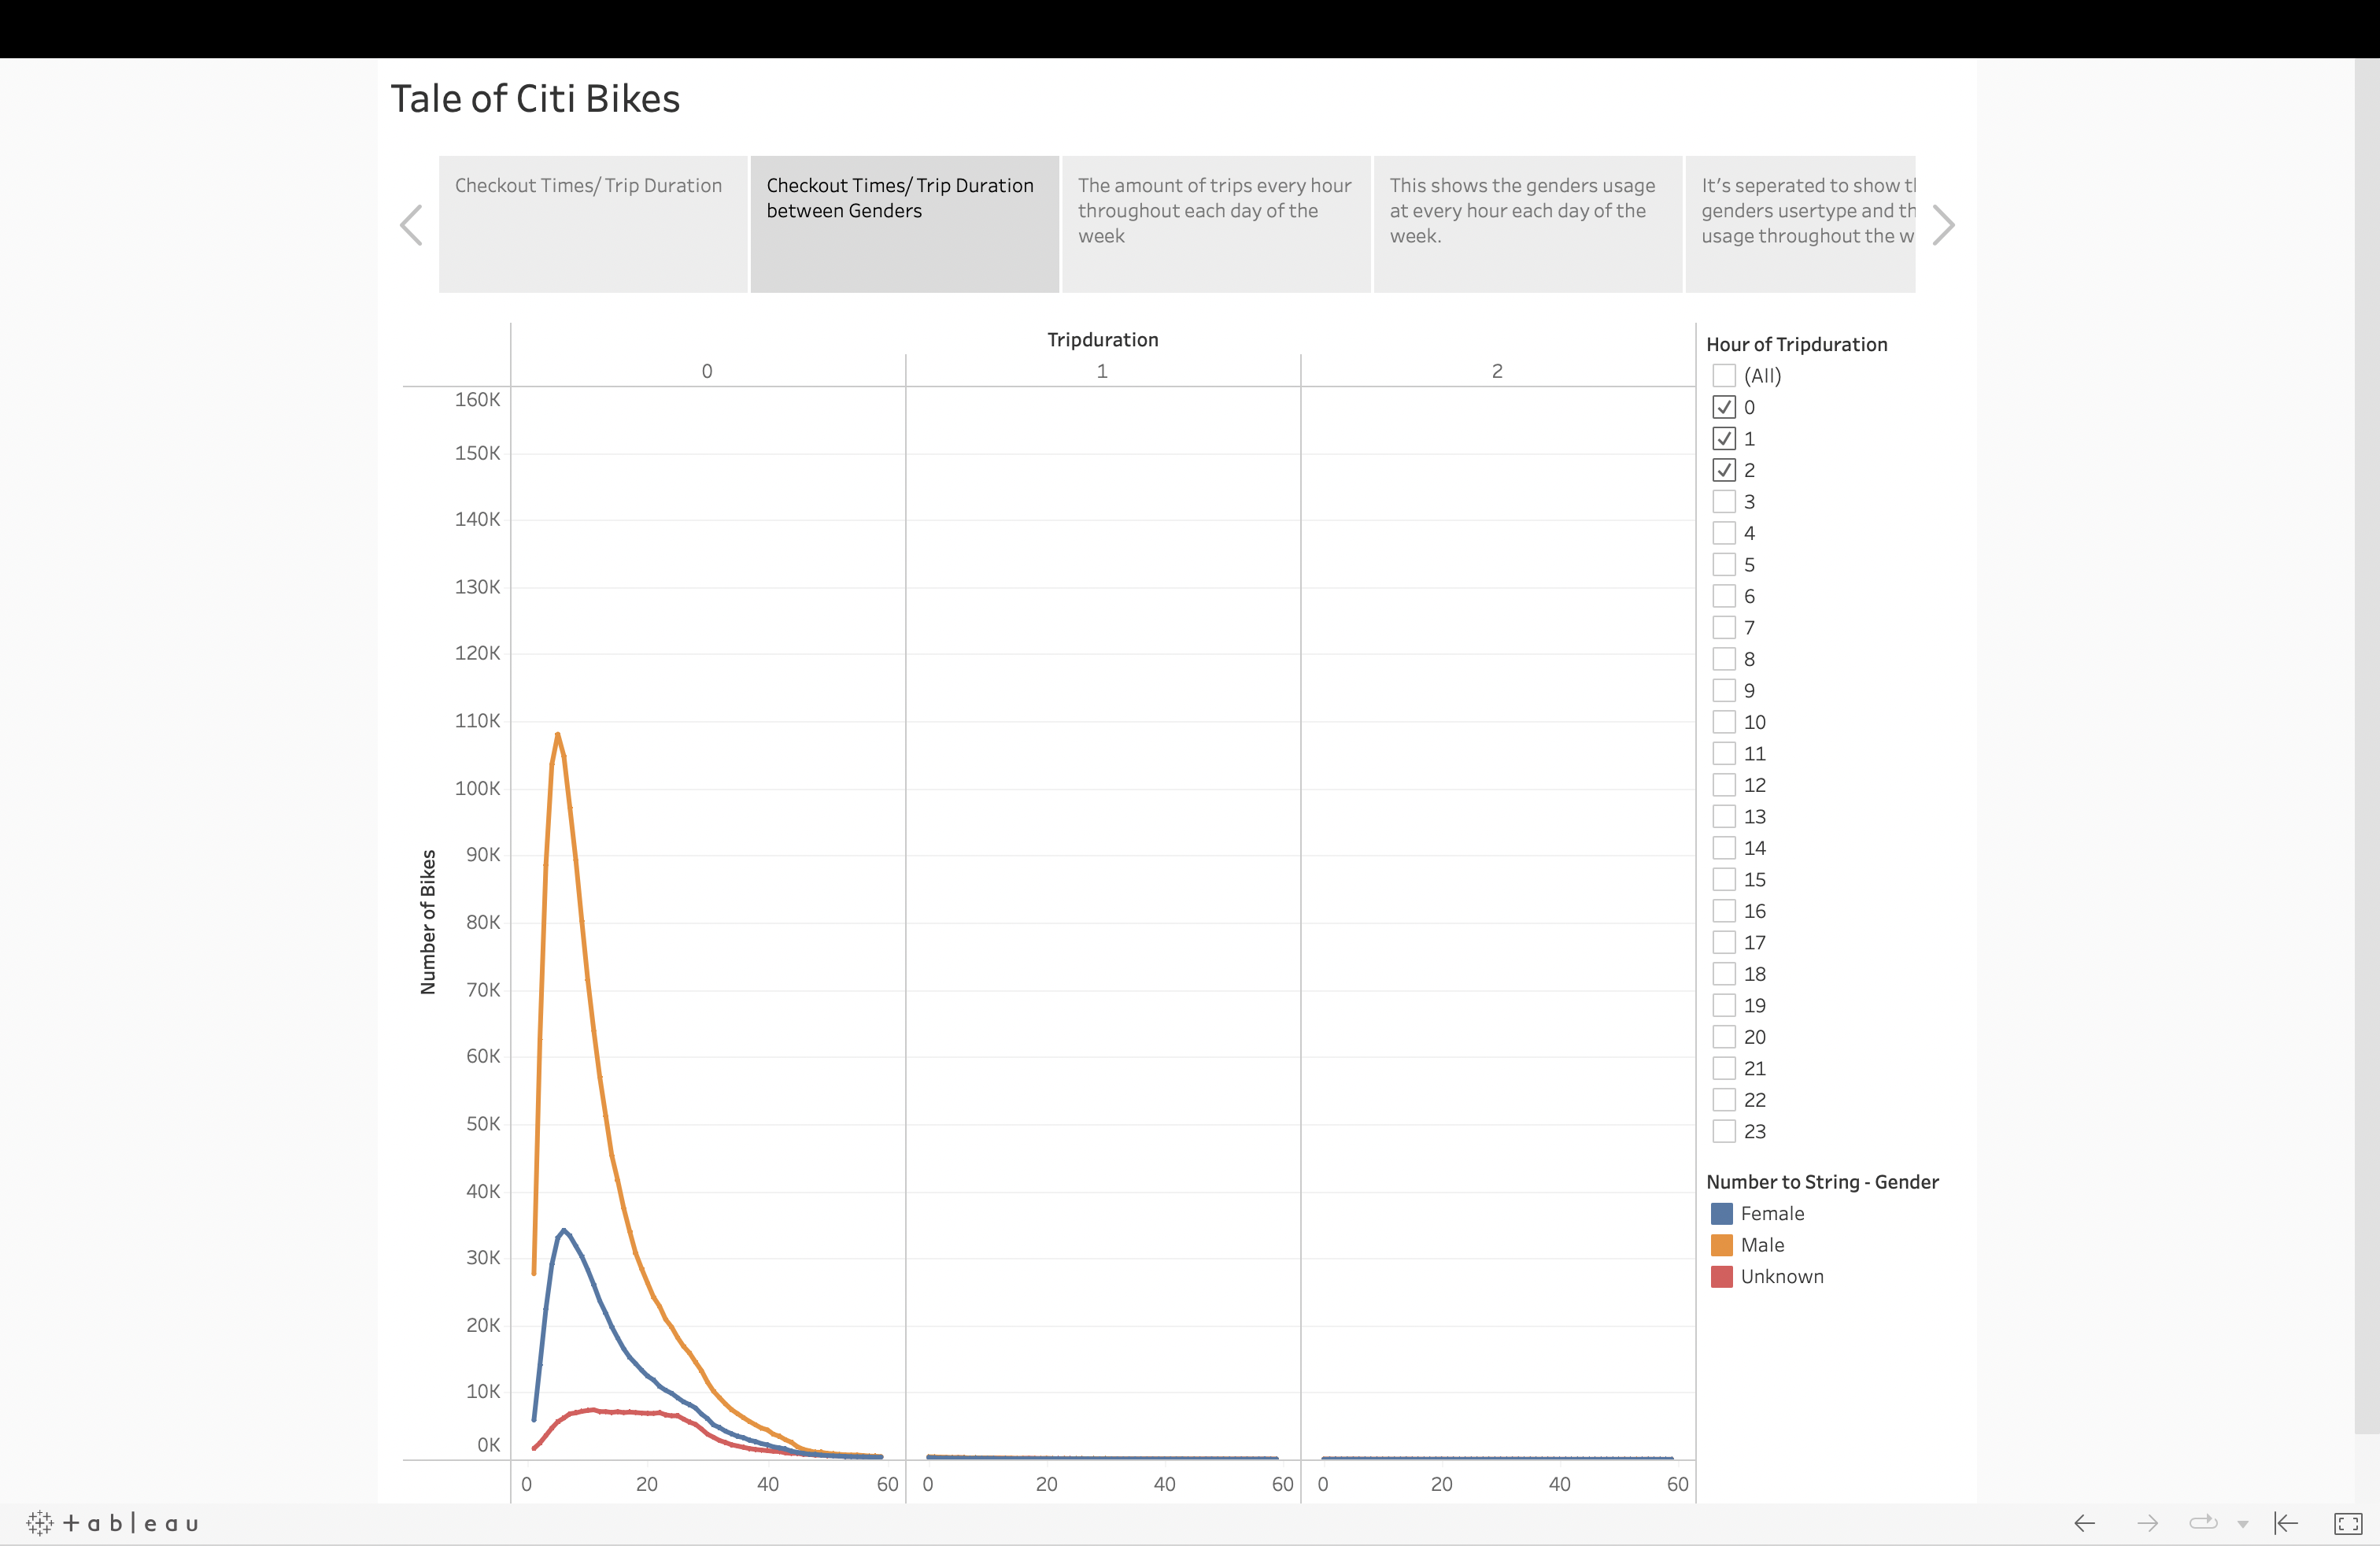 Tale of Citi Bikes
Checkout Times/ Trip Duration
Checkout Times/ Trip Duration
between Genders
The amount of trips every hour
throughout each day of the
week
This shows the genders usage
at every hour each day of the
week.
It's seperated to show
genders usertype and
usage throughout the
Tripduration
0
1
2
160K
150K
140K
130K
120K
110K
100K
90K
80K
70K
60K
50K
40K
30K
20K
10K
0K
Number of Bikes
0 20 40 60 0 20 40 60 0 20 40 60
Hour of Tripduration
(All)
0
1
2
3
4
5
6
7
8
9
10
11
12
13
14
15
16
17
18
19
20
21
22
23
Number to String - Gender
Female
Male
Unknown
+ a b l e a u